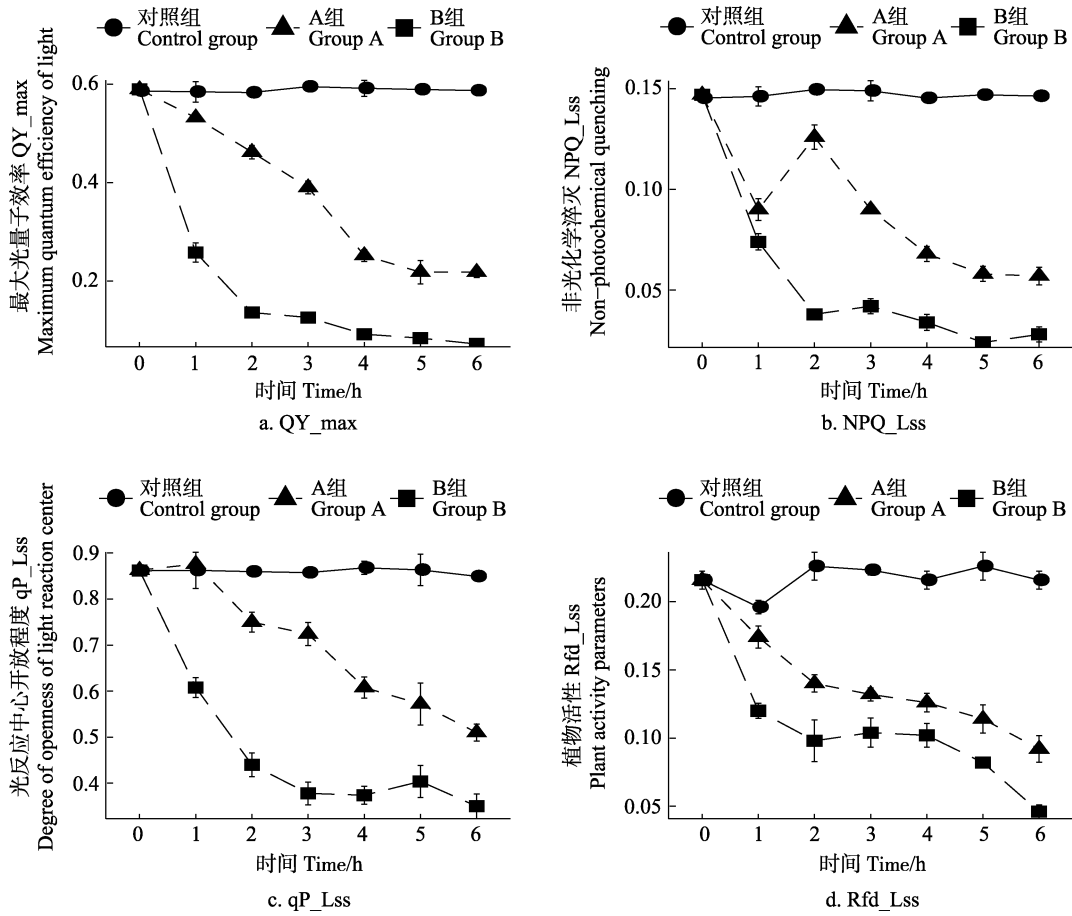 对照组 A组 B组
Control group Group A Group B
最大光量子效率 QY_max
Maximum quantum efficiency of light
0.6
0.4
0.2
0 1 2 3 4 5 6
时间 Time/h
a. QY_max
对照组 A组 B组
Control group Group A Group B
非光化学淬灭 NPQ_Lss
Non-photochemical quenching
0.15
0.10
0.05
0 1 2 3 4 5 6
时间 Time/h
b. NPQ_Lss
对照组 A组 B组
Control group Group A Group B
光反应中心开放程度 qP_Lss
Degree of openness of light reaction center
0.9
0.8
0.7
0.6
0.5
0.4
0 1 2 3 4 5 6
时间 Time/h
c. qP_Lss
对照组 A组 B组
Control group Group A Group B
植物活性 Rfd_Lss
Plant activity parameters
0.20
0.15
0.10
0.05
0 1 2 3 4 5 6
时间 Time/h
d. Rfd_Lss